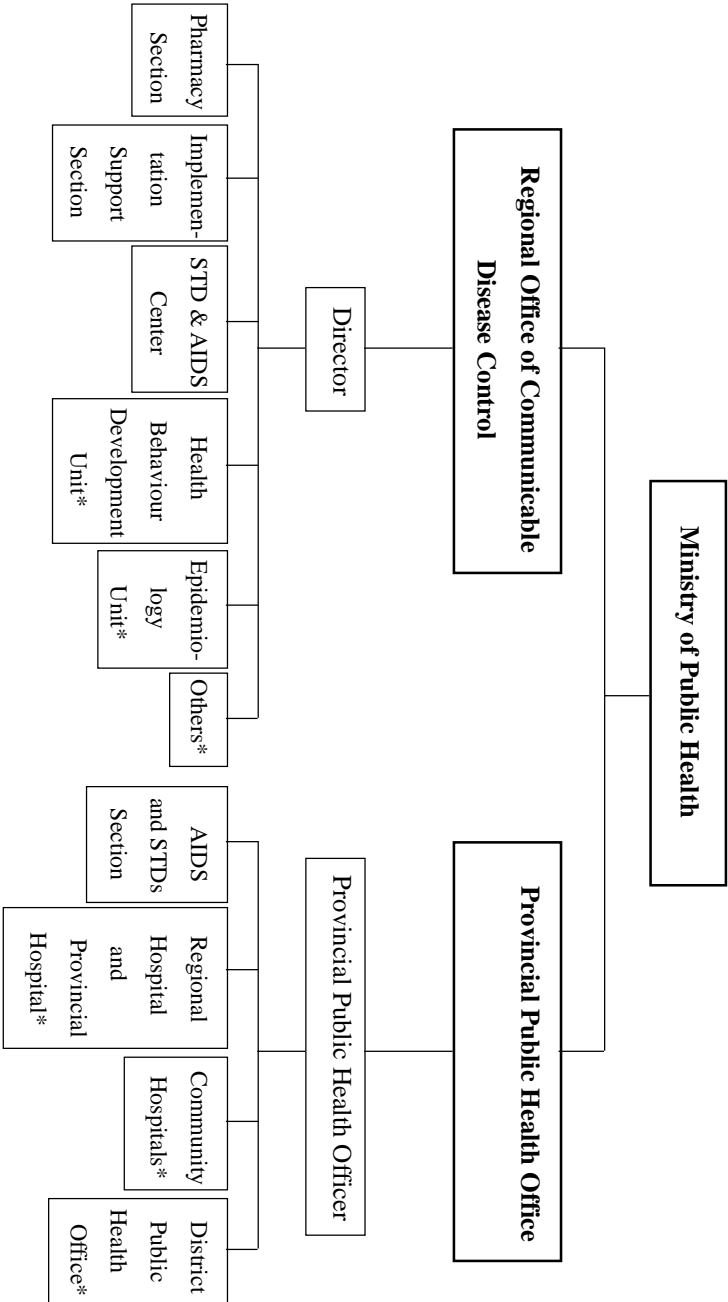 Ministry of Public Health
Regional Office of Communicable
Disease Control
Provincial Public Health Office
Director
Provincial Public Health Officer
Pharmacy
Section
Implemen-
tation
Support
Section
STD & AIDS
Center
Health
Behaviour
Development
Unit*
Epidemio-
logy
Unit*
Others*
AIDS
and STDs
Section
Regional
Hospital
and
Provincial
Hospital*
Community
Hospitals*
District
Public
Health
Office*